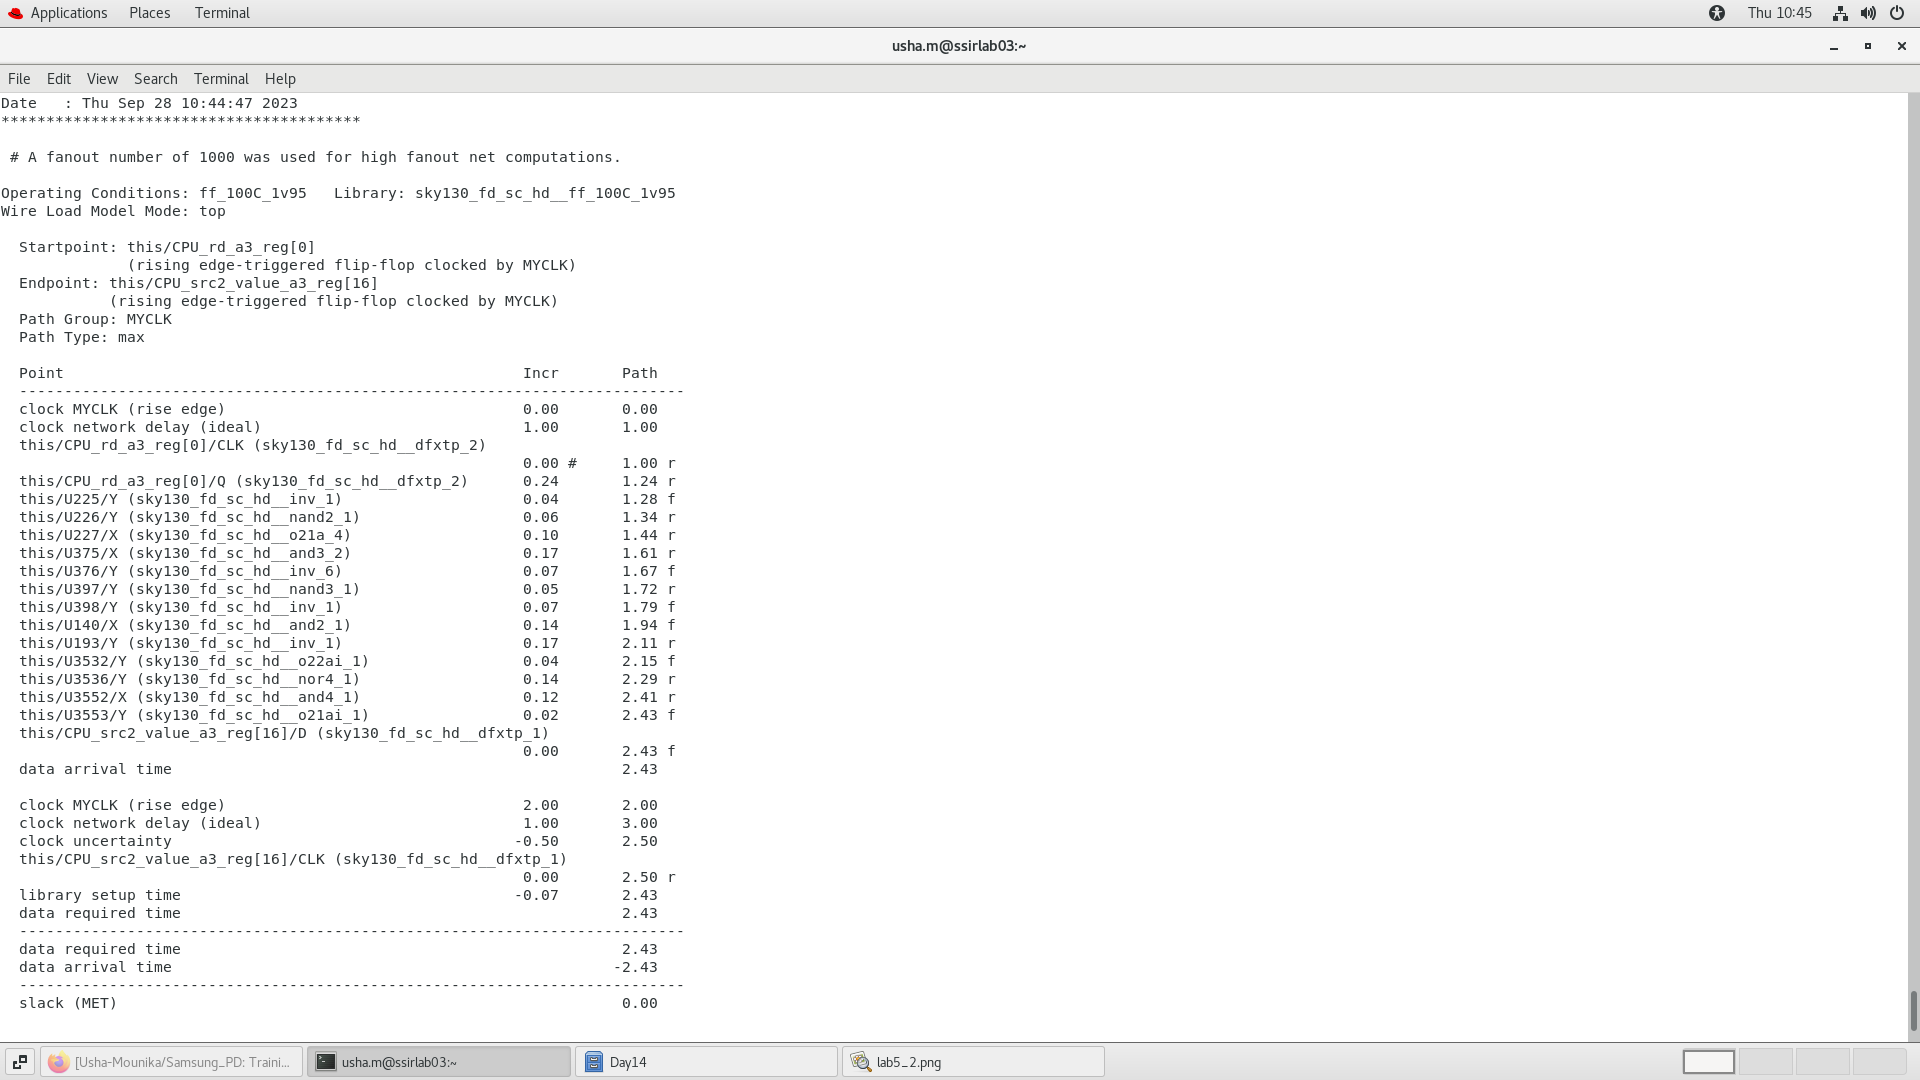 Applications Places Terminal Thu 10:45
usha.m@ssirlab03:~
File Edit View Search Terminal Help
Date   : Thu Sep 28 10:44:47 2023
****************************************
# A fanout number of 1000 was used for high fanout net computations.
Operating Conditions: ff_100C_1v95   Library: sky130_fd_sc_hd__ff_100C_1v95
Wire Load Model Mode: top
Startpoint: this/CPU_rd_a3_reg[0]
(rising edge-triggered flip-flop clocked by MYCLK)
Endpoint: this/CPU_src2_value_a3_reg[16]
(rising edge-triggered flip-flop clocked by MYCLK)
Path Group: MYCLK
Path Type: max
Point Incr Path
--------------------------------------------------------------------------
clock MYCLK (rise edge) 0.00 0.00
clock network delay (ideal) 1.00 1.00
this/CPU_rd_a3_reg[0]/CLK (sky130_fd_sc_hd__dfxtp_2)
0.00 # 1.00 r
this/CPU_rd_a3_reg[0]/Q (sky130_fd_sc_hd__dfxtp_2) 0.24 1.24 r
this/U225/Y (sky130_fd_sc_hd__inv_1) 0.04 1.28 f
this/U226/Y (sky130_fd_sc_hd__nand2_1) 0.06 1.34 r
this/U227/X (sky130_fd_sc_hd__o21a_4) 0.10 1.44 r
this/U375/X (sky130_fd_sc_hd__and3_2) 0.17 1.61 r
this/U376/Y (sky130_fd_sc_hd__inv_6) 0.07 1.67 f
this/U397/Y (sky130_fd_sc_hd__nand3_1) 0.05 1.72 r
this/U398/Y (sky130_fd_sc_hd__inv_1) 0.07 1.79 f
this/U140/X (sky130_fd_sc_hd__and2_1) 0.14 1.94 f
this/U193/Y (sky130_fd_sc_hd__inv_1) 0.17 2.11 r
this/U3532/Y (sky130_fd_sc_hd__o22ai_1) 0.04 2.15 f
this/U3536/Y (sky130_fd_sc_hd__nor4_1) 0.14 2.29 r
this/U3552/X (sky130_fd_sc_hd__and4_1) 0.12 2.41 r
this/U3553/Y (sky130_fd_sc_hd__o21ai_1) 0.02 2.43 f
this/CPU_src2_value_a3_reg[16]/D (sky130_fd_sc_hd__dfxtp_1)
0.00 2.43 f
data arrival time 2.43
clock MYCLK (rise edge) 2.00 2.00
clock network delay (ideal) 1.00 3.00
clock uncertainty -0.50 2.50
this/CPU_src2_value_a3_reg[16]/CLK (sky130_fd_sc_hd__dfxtp_1)
0.00 2.50 r
library setup time -0.07 2.43
data required time 2.43
--------------------------------------------------------------------------
data required time 2.43
data arrival time -2.43
--------------------------------------------------------------------------
slack (MET) 0.00
[Usha-Mounika/Samsung_PD: Traini... usha.m@ssirlab03:~ Day14 lab5_2.png